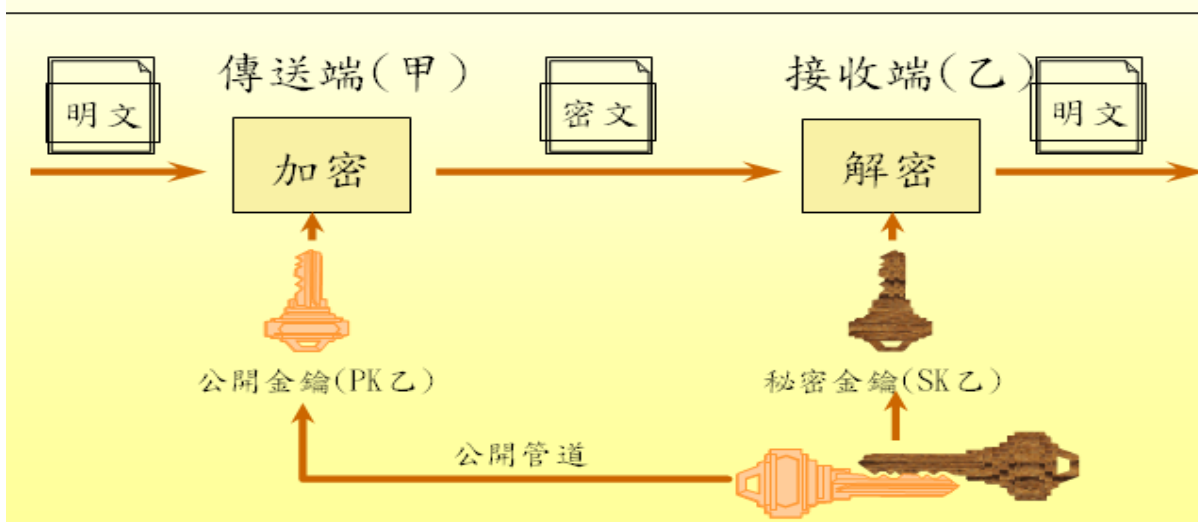 傳送端(甲)
接收端(乙)
明文
密文
明文
加密
解密
公開金鑰(PK乙)
秘密金鑰(SK乙)
公開管道